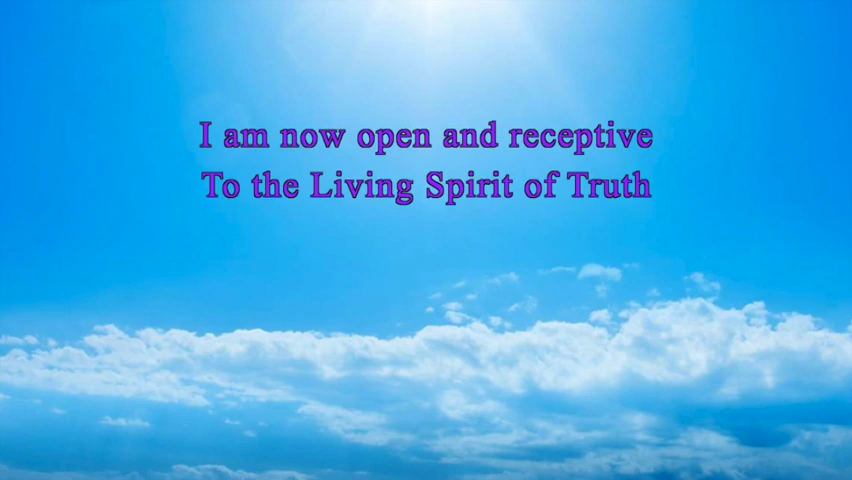 I am now open and receptive
To the Living Spirit of Truth